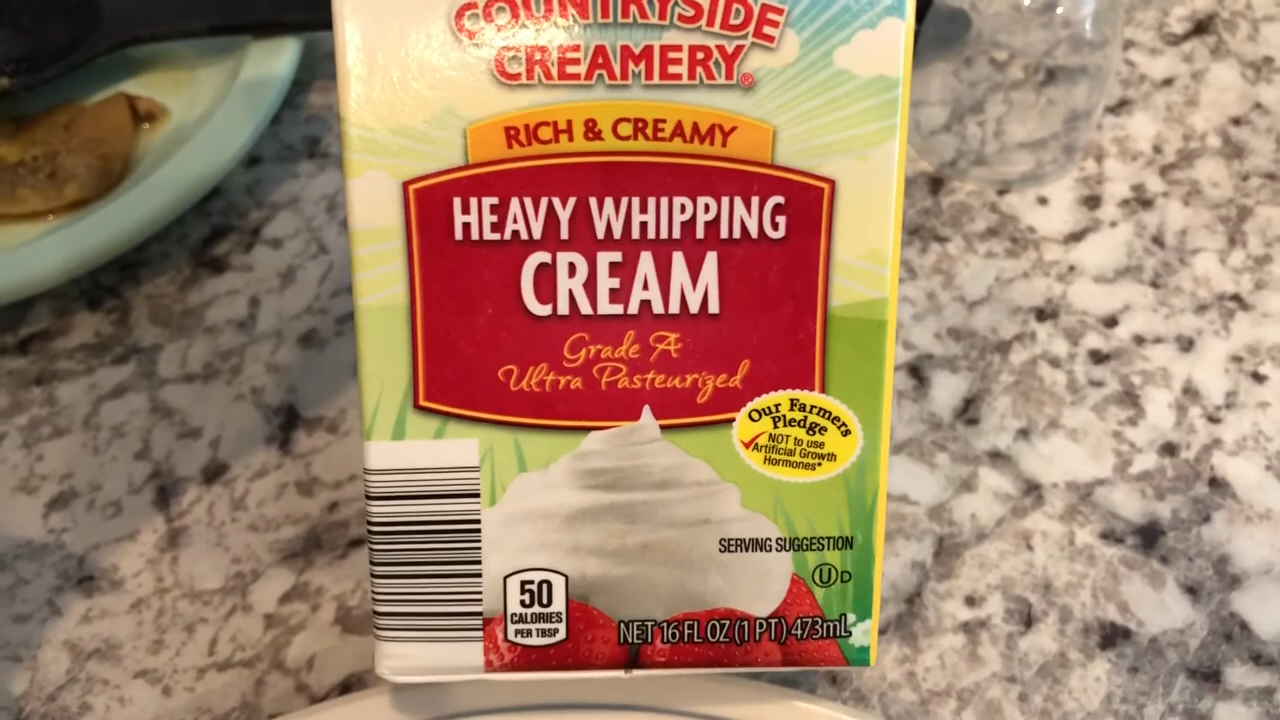 COUNTRYSIDE
CREAMERY®
RICH & CREAMY
HEAVY WHIPPING
CREAM
Grade A
Ultra Pasteurized
Our Farmers
Pledge
NOT to use
Artificial Growth
Hormones*
SERVING SUGGESTION
U D
50
CALORIES
PER TBSP
NET 16 FL OZ (1 PT) 473mL